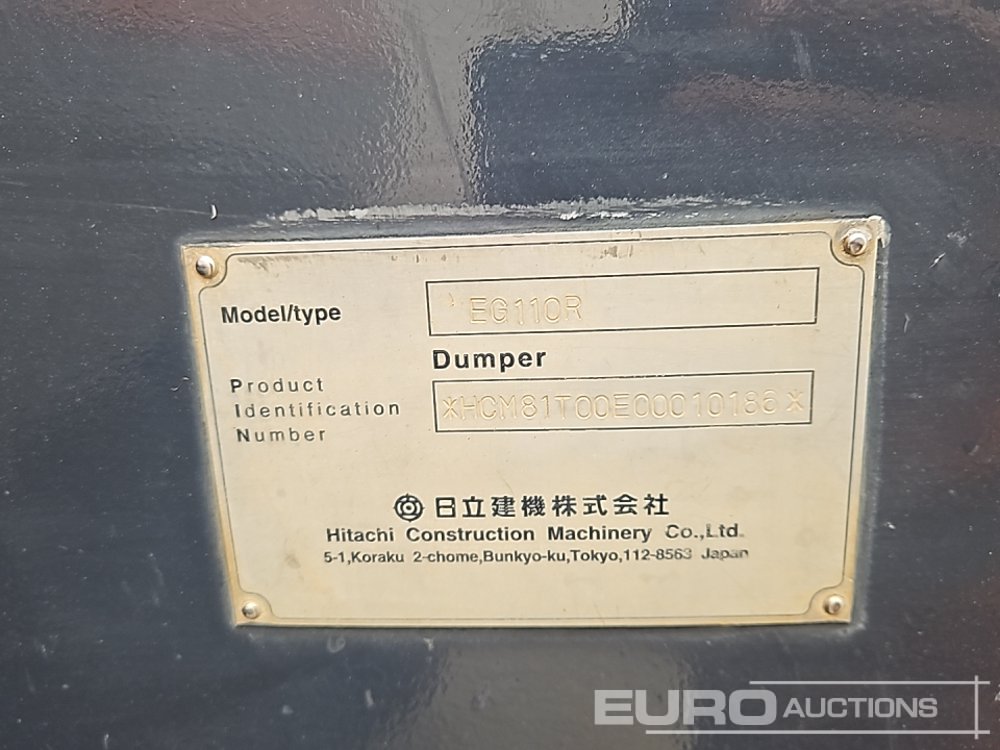 Model/type
EG110R
Dumper
Product
Identification
Number
*HCM81T00E00010186*
日立建機株式会社
Hitachi Construction Machinery Co.,Ltd.
5-1,Koraku 2-chome,Bunkyo-ku,Tokyo,112-8563 Japan
EURO AUCTIONS